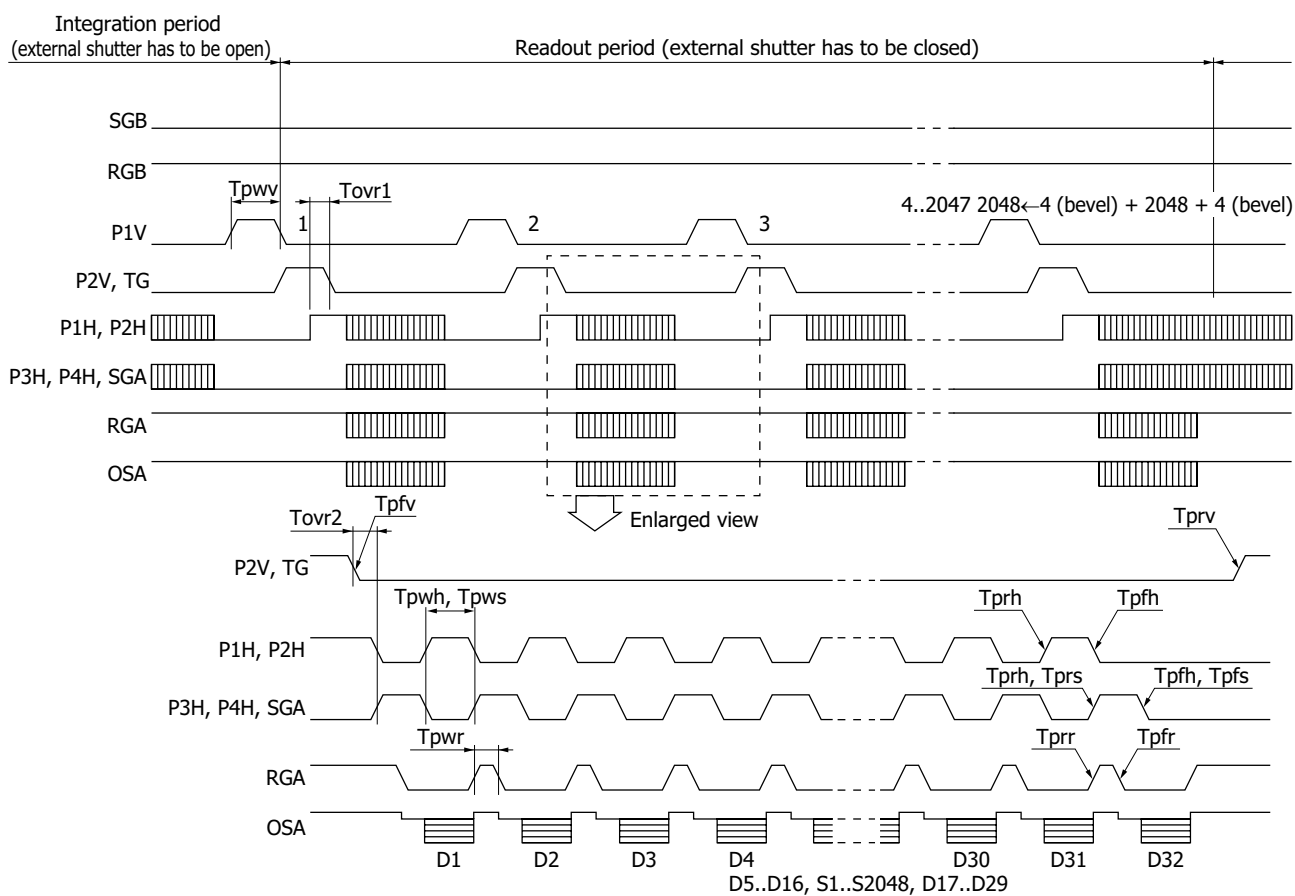 Integration period
(external shutter has to be open)
Readout period (external shutter has to be closed)
SGB
RGB
Tpwv
Tovr1
P1V
1
2
3
4..2047 2048←4 (bevel) + 2048 + 4 (bevel)
P2V, TG
P1H, P2H
P3H, P4H, SGA
RGA
OSA
Enlarged view
Tovr2
Tpfv
Tprv
P2V, TG
Tpwh, Tpws
Tprh
Tpfh
P1H, P2H
Tprh, Tprs
Tpfh, Tpfs
P3H, P4H, SGA
Tpwr
Tprr
Tpfr
RGA
OSA
D1
D2
D3
D4
D30
D31
D32
D5..D16, S1..S2048, D17..D29